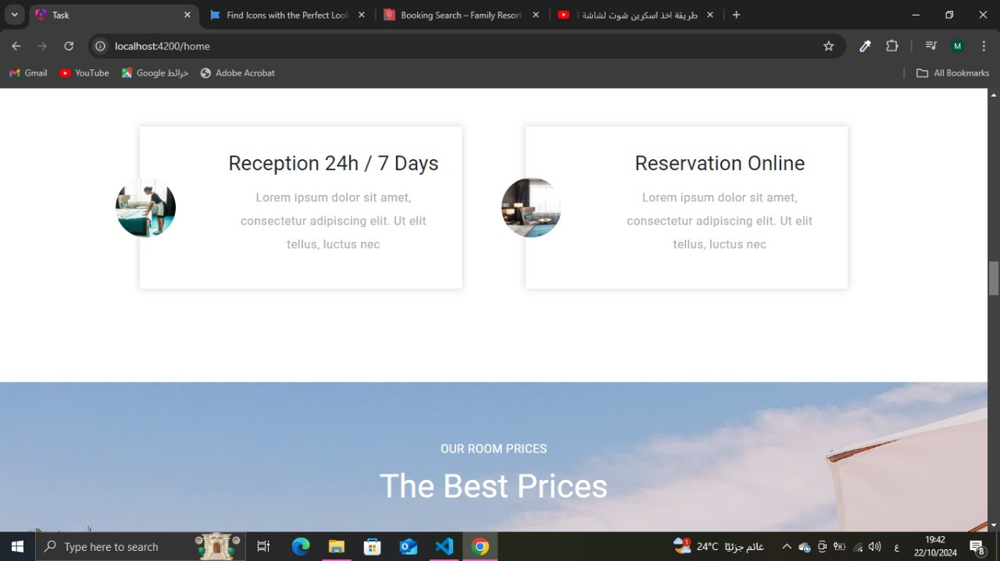 Task
Find Icons with the Perfect Look
Booking Search – Family Resort
طريقة اخذ اسكرين شوت لشاشة ا
localhost:4200/home
M
Gmail
YouTube
خرائط Google
Adobe Acrobat
All Bookmarks
Reception 24h / 7 Days
Lorem ipsum dolor sit amet,
consectetur adipiscing elit. Ut elit
tellus, luctus nec
Reservation Online
Lorem ipsum dolor sit amet,
consectetur adipiscing elit. Ut elit
tellus, luctus nec
OUR ROOM PRICES
The Best Prices
Type here to search
1
24°C غائم جزئيًا
ع
19:42
22/10/2024
8